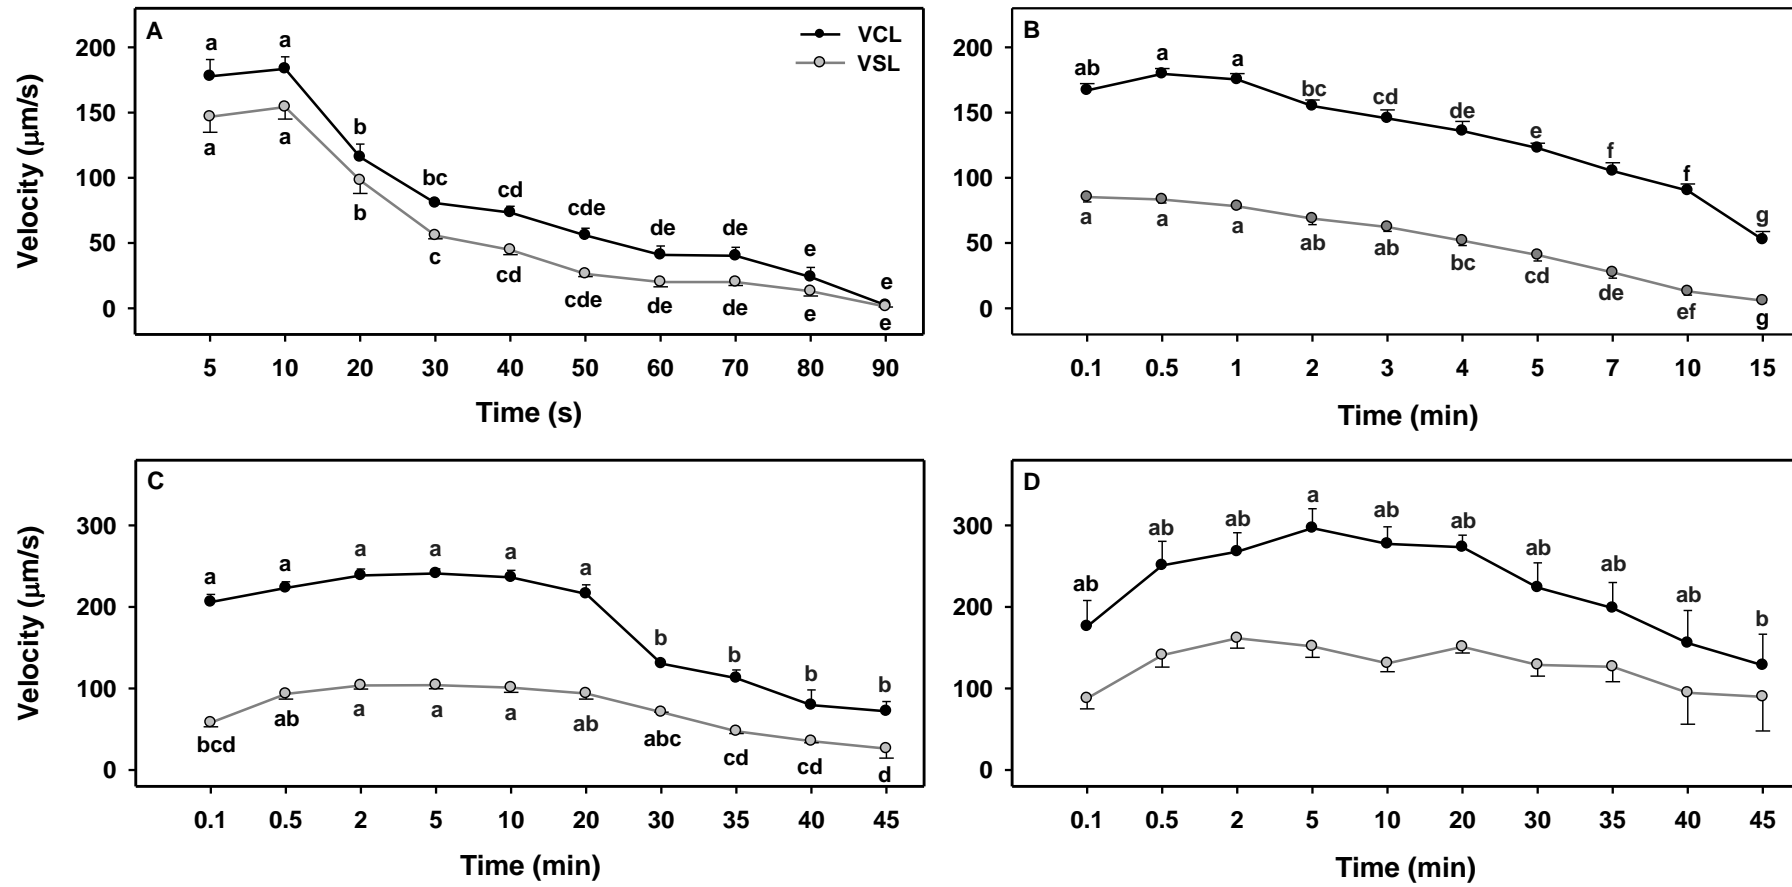 A
VCL
VSL
Velocity (μm/s)
200
150
100
50
0
a a b bc cd cde de de e e
a a b c cd cde de de e e
5 10 20 30 40 50 60 70 80 90
Time (s)
B
200
150
100
50
0
ab a a bc cd de e f f g
a a a ab ab bc cd de ef g
0.1 0.5 1 2 3 4 5 7 10 15
Time (min)
C
Velocity (μm/s)
300
200
100
0
a a a a a a b b b b
bcd ab a a a ab abc cd cd d
0.1 0.5 2 5 10 20 30 35 40 45
Time (min)
D
300
200
100
0
ab ab ab a ab ab ab ab ab b
0.1 0.5 2 5 10 20 30 35 40 45
Time (min)